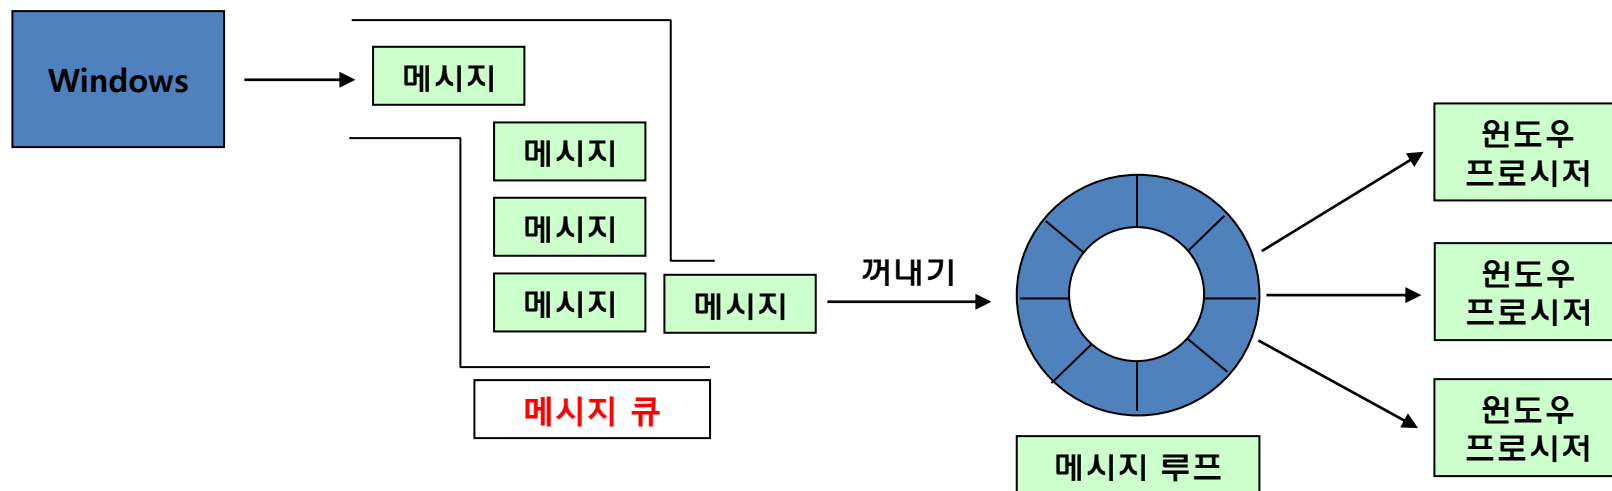 Windows
메시지
메시지
메시지
메시지
메시지
메시지 큐
꺼내기
메시지 루프
윈도우
프로시저
윈도우
프로시저
윈도우
프로시저